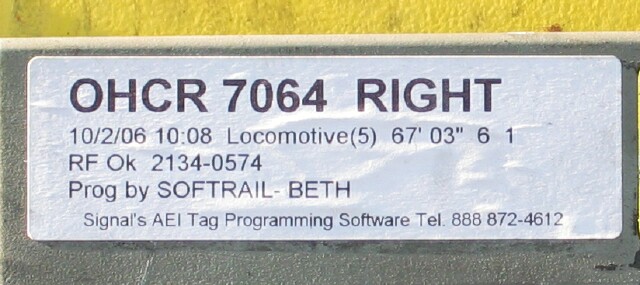 OHCR 7064 RIGHT
10/2/06 10:08 Locomotive(5) 67' 03" 6 1
RF Ok 2134-0574
Prog by SOFTRAIL- BETH
Signal's AEI Tag Programming Software Tel. 888 872-4612